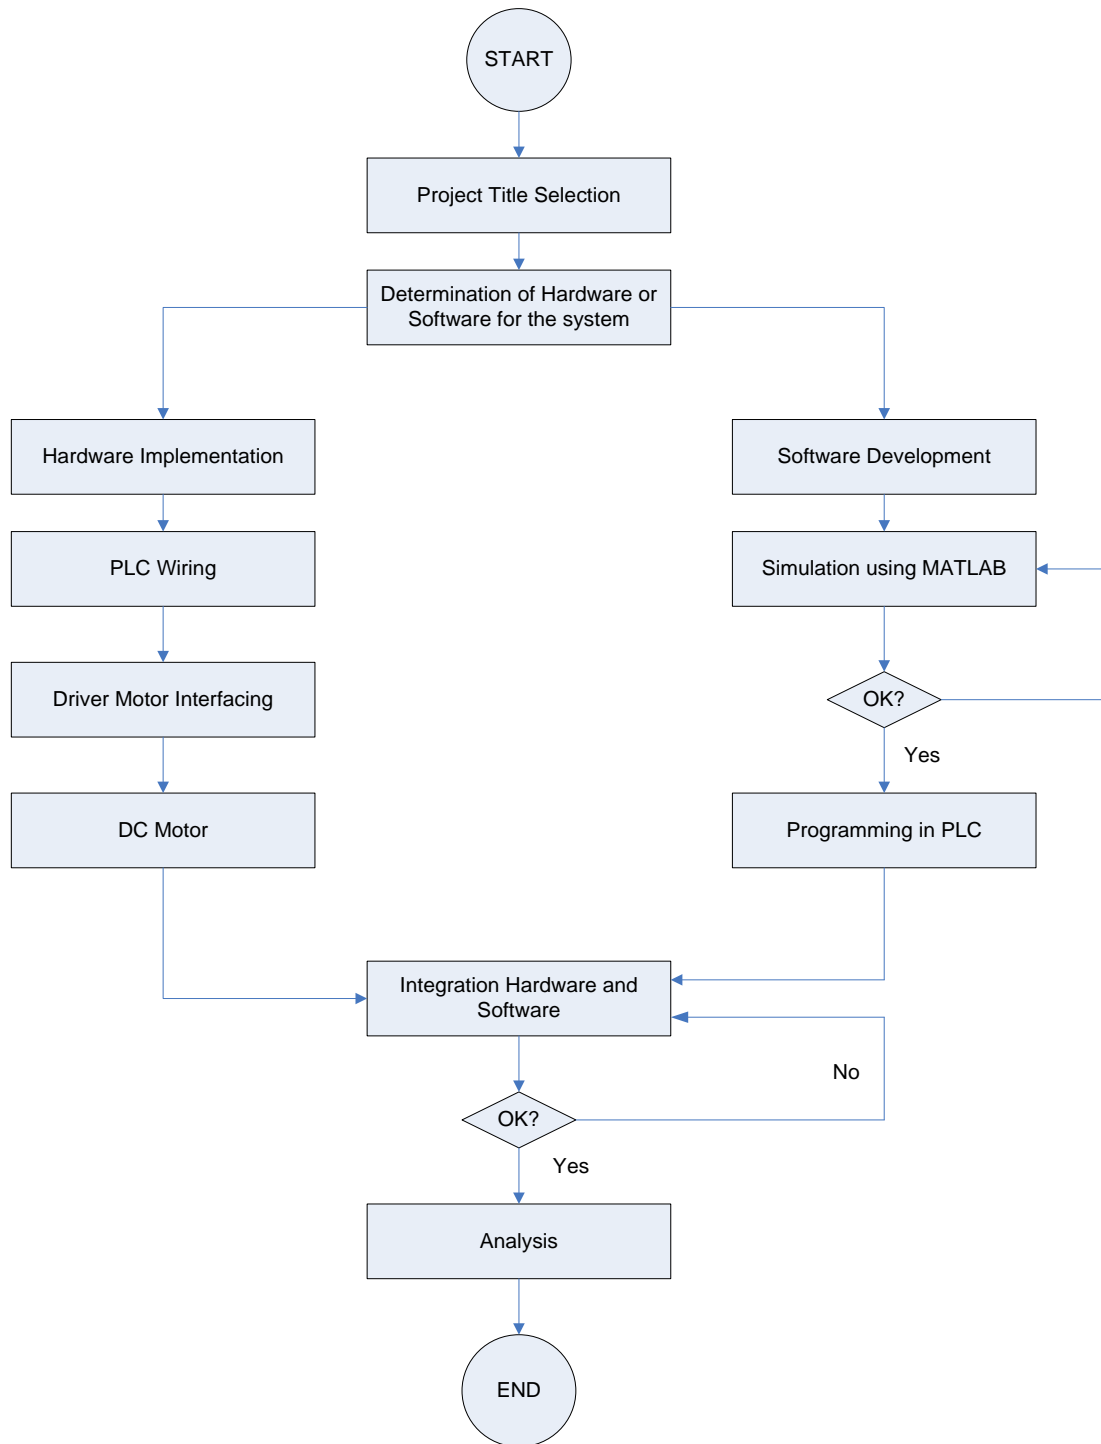 START
Project Title Selection
Determination of Hardware or
Software for the system
Hardware Implementation
Software Development
PLC Wiring
Simulation using MATLAB
Driver Motor Interfacing
OK?
Yes
DC Motor
Programming in PLC
Integration Hardware and
Software
No
OK?
Yes
Analysis
END